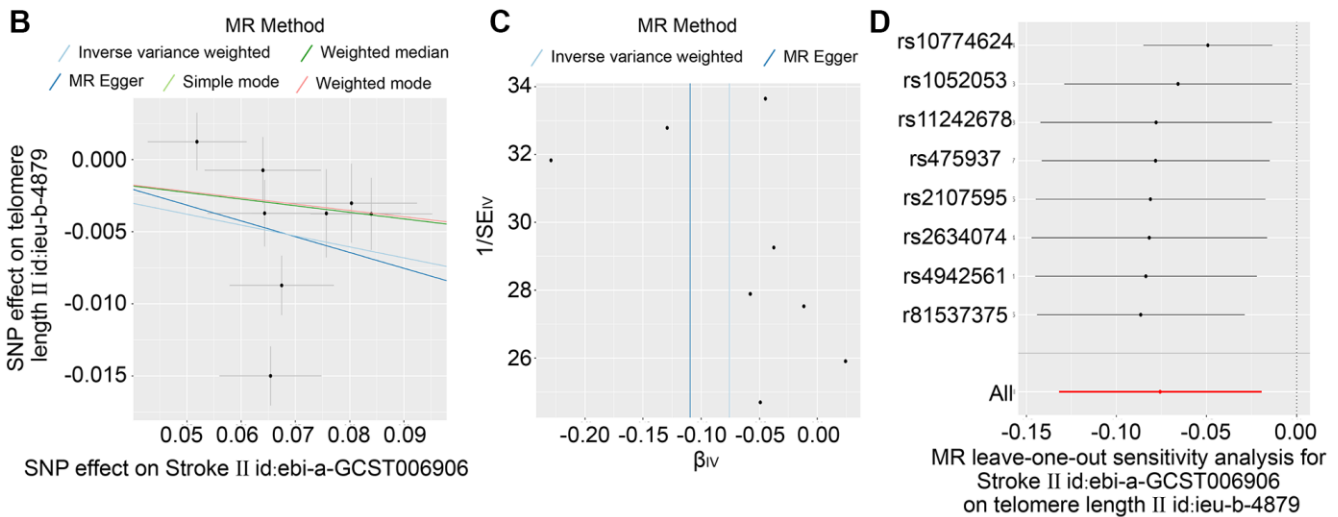 B
MR Method
Inverse variance weighted
Weighted median
MR Egger
Simple mode
Weighted mode
SNP effect on telomere
length II id:ieu-b-4879
0.000
-0.005
-0.010
-0.015
0.05 0.06 0.07 0.08 0.09
SNP effect on Stroke II id:ebi-a-GCST006906
C
MR Method
Inverse variance weighted
MR Egger
1/SEIV
34
32
30
28
26
-0.20 -0.15 -0.10 -0.05 0.00
βIV
D
rs10774624
rs1052053
rs11242678
rs475937
rs2107595
rs2634074
rs4942561
r81537375
All
-0.15 -0.10 -0.05 0.00
MR leave-one-out sensitivity analysis for
Stroke II id:ebi-a-GCST006906
on telomere length II id:ieu-b-4879